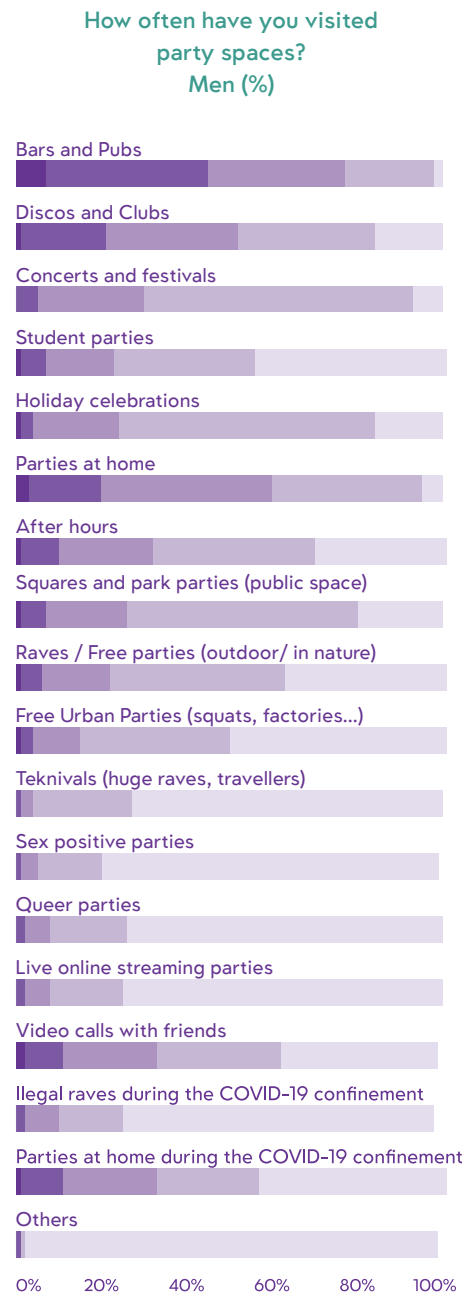 How often have you visited
party spaces?
Men (%)
Bars and Pubs
Discos and Clubs
Concerts and festivals
Student parties
Holiday celebrations
Parties at home
After hours
Squares and park parties (public space)
Raves / Free parties (outdoor/ in nature)
Free Urban Parties (squats, factories...)
Teknivals (huge raves, travellers)
Sex positive parties
Queer parties
Live online streaming parties
Video calls with friends
Ilegal raves during the COVID-19 confinement
Parties at home during the COVID-19 confinement
Others
0% 20% 40% 60% 80% 100%